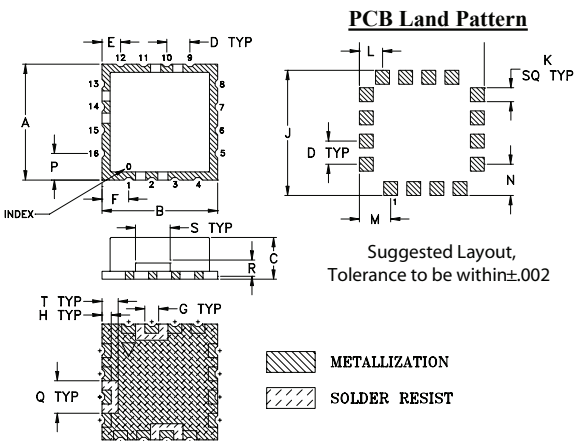 PCB Land Pattern
E
D TYP
12 11 10 9
13
14
15
16
8
7
6
5
A
P
0
1 2 3 4
F
B
INDEX
L
K
SQ TYP
J
D TYP
N
M
1
S TYP
R
C
Suggested Layout,
Tolerance to be within±.002
T TYP
H TYP
G TYP
Q TYP
METALLIZATION
SOLDER RESIST